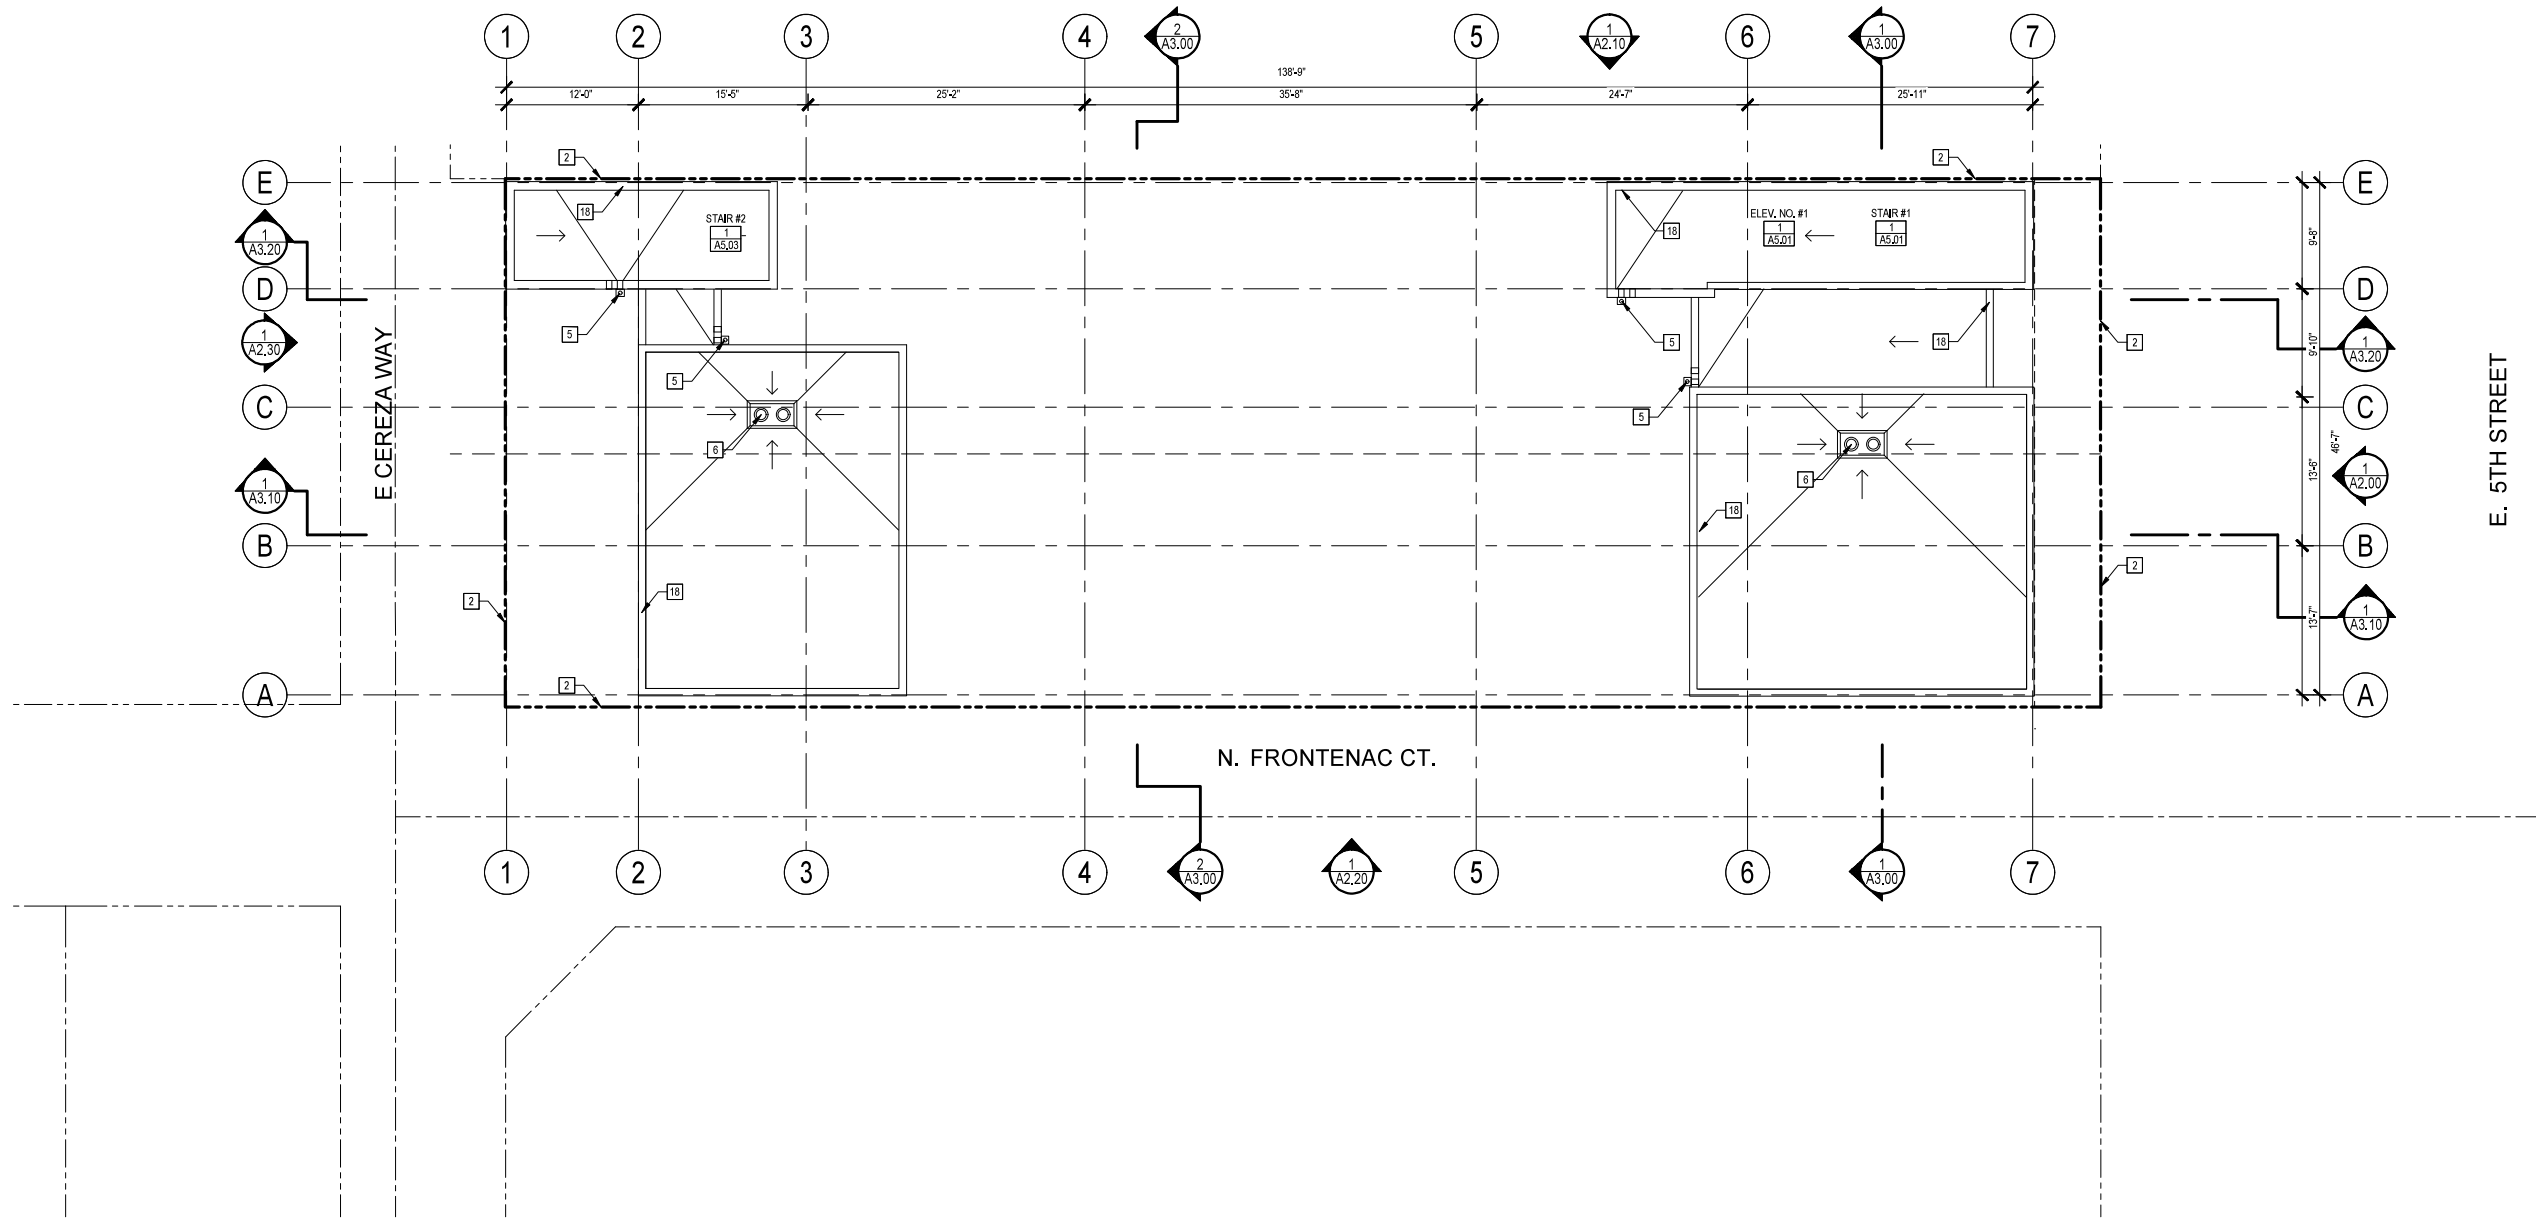 1 2 3 4 2 A3.00 5 1 A2.10 6 1 A3.00 7
138'-9"
12'-0" 15'-5" 25'-2" 35'-8" 24'-7" 25'-11"
2 2
E E
18 STAIR #2 ELEV. NO. #1 STAIR #1
1 A5.03 18 1 A5.01 1 A5.01
9'-8"
1 A3.20
D D
5 5 18 2
1 A2.30 9'-10" 1 A3.20
5
C C
6 5
46'-7"
E CEREZA WAY
E. 5TH STREET
1 A3.10 6 13'-6" 1 A2.00
18
B B
2 18 2
13'-7" 1 A3.10
2
A A
N. FRONTENAC CT.
1 2 3 4 2 A3.00 1 A2.20 5 6 1 A3.00 7